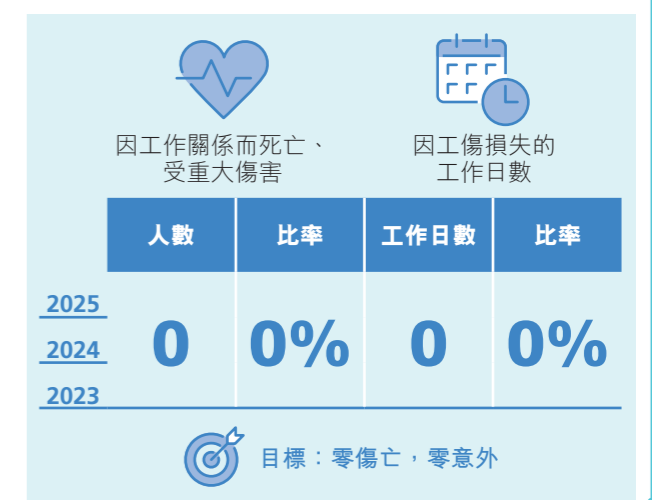 因工作關係而死亡、
受重大傷害
因工傷損失的
工作日數
人數 比率 工作日數 比率
2025
2024
2023
0 0% 0 0%
目標：零傷亡，零意外